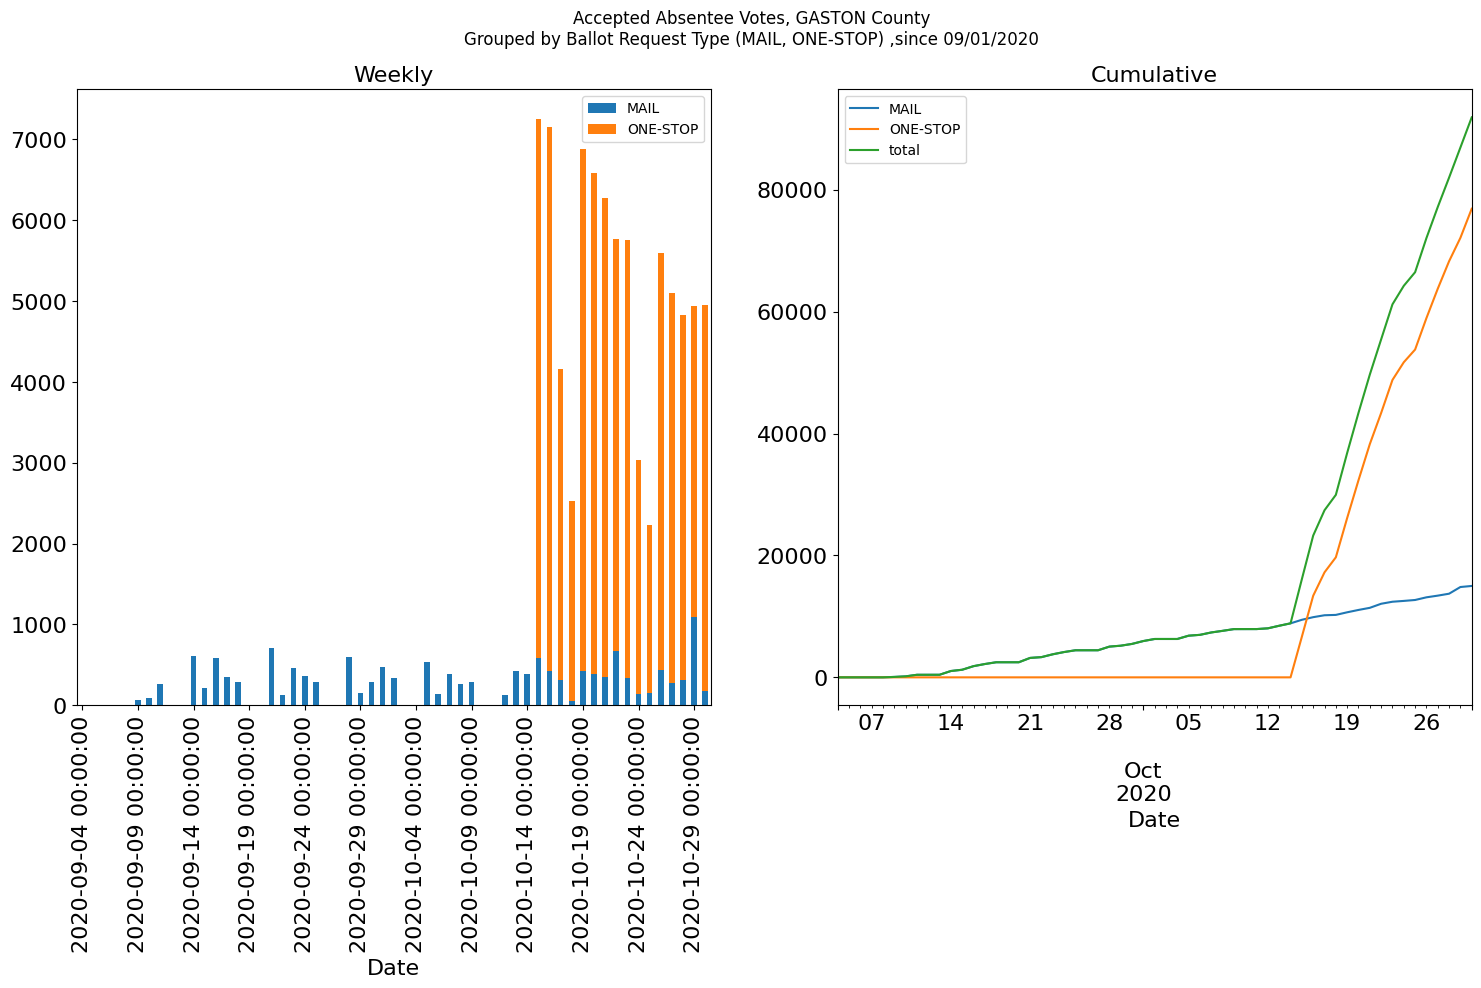 Accepted Absentee Votes, GASTON County
Grouped by Ballot Request Type (MAIL, ONE-STOP) ,since 09/01/2020
Weekly
MAIL
ONE-STOP
7000
6000
5000
4000
3000
2000
1000
0
2020-09-04 00:00:00
2020-09-09 00:00:00
2020-09-14 00:00:00
2020-09-19 00:00:00
2020-09-24 00:00:00
2020-09-29 00:00:00
2020-10-04 00:00:00
2020-10-09 00:00:00
2020-10-14 00:00:00
2020-10-19 00:00:00
2020-10-24 00:00:00
2020-10-29 00:00:00
Date
Cumulative
MAIL
ONE-STOP
total
80000
60000
40000
20000
0
07 14 21 28 05 12 19 26
Oct
2020
Date